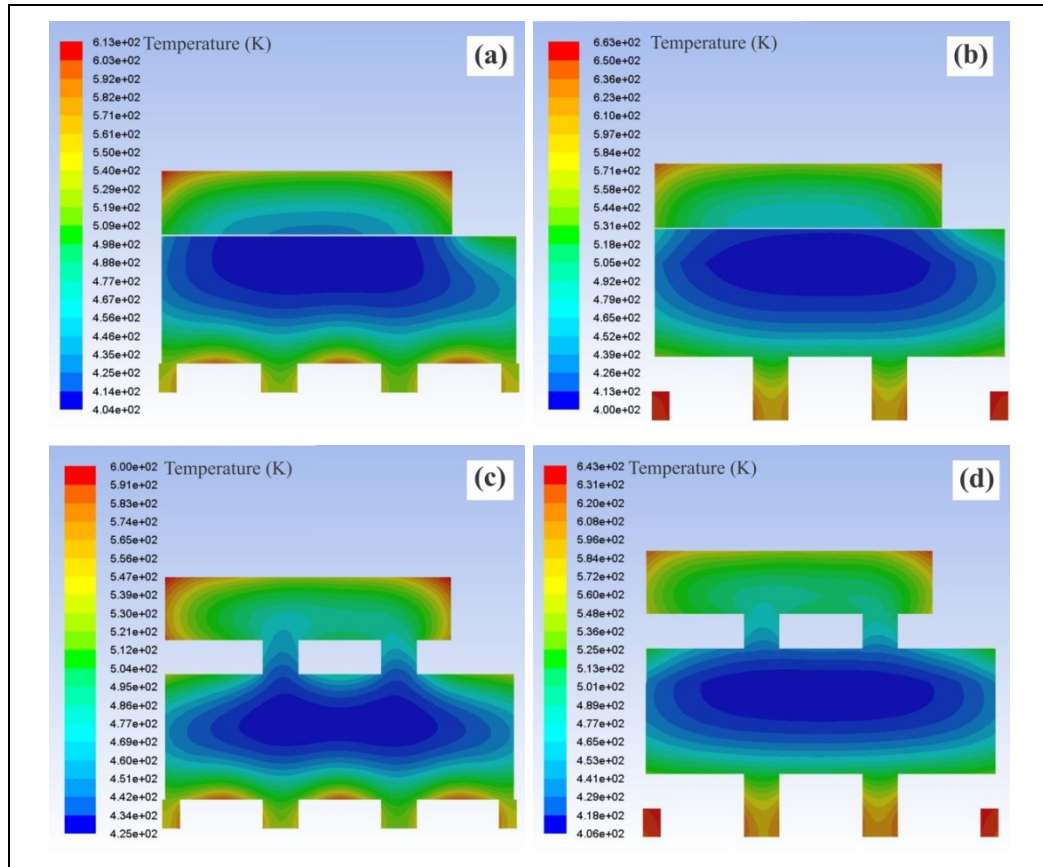 6.13e+02 Temperature (K) (a)
6.03e+02
5.92e+02
5.82e+02
5.71e+02
5.61e+02
5.50e+02
5.40e+02
5.29e+02
5.19e+02
5.09e+02
4.98e+02
4.88e+02
4.77e+02
4.67e+02
4.56e+02
4.46e+02
4.35e+02
4.25e+02
4.14e+02
4.04e+02
6.63e+02 Temperature (K) (b)
6.50e+02
6.36e+02
6.23e+02
6.10e+02
5.97e+02
5.84e+02
5.71e+02
5.58e+02
5.44e+02
5.31e+02
5.18e+02
5.05e+02
4.92e+02
4.79e+02
4.65e+02
4.52e+02
4.39e+02
4.26e+02
4.13e+02
4.00e+02
6.00e+02 Temperature (K) (c)
5.91e+02
5.83e+02
5.74e+02
5.65e+02
5.56e+02
5.47e+02
5.39e+02
5.30e+02
5.21e+02
5.12e+02
5.04e+02
4.95e+02
4.86e+02
4.77e+02
4.69e+02
4.60e+02
4.51e+02
4.42e+02
4.34e+02
4.25e+02
6.43e+02 Temperature (K) (d)
6.31e+02
6.20e+02
6.08e+02
5.96e+02
5.84e+02
5.72e+02
5.60e+02
5.48e+02
5.36e+02
5.25e+02
5.13e+02
5.01e+02
4.89e+02
4.77e+02
4.65e+02
4.53e+02
4.41e+02
4.29e+02
4.18e+02
4.06e+02